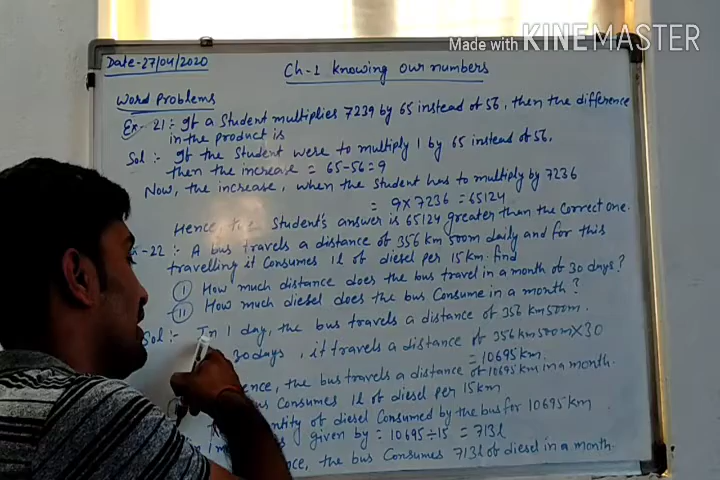 Made with KINEMASTER
Date-27/04/2020
Ch-1 Knowing our numbers
Word Problems
Ex-21:- If a Student multiplies 7239 by 65 instead of 56, then the difference
in the product is
Sol:- If the Student were to multiply 1 by 65 instead of 56,
then the increase = 65-56=9
Now, the increase, when the Student has to multiply by 7236
= 9×7236 =65124
Hence, the Student's answer is 65124 greater than the Correct one.
-22:- A bus travels a distance of 356 km 500m daily and for this
travelling it Consumes 1l of diesel per 15km. find
(i) How much distance does the bus travel in a month of 30 days?
(ii) How much diesel does the bus Consume in a month?
Sol:- In 1 day, the bus travels a distance of 356 km 500m.
30days, it travels a distance of 356km500m×30
=10695 km.
ence, the bus travels a distance of 10695 km in a month.
us Consumes 1l of diesel per 15km
antity of diesel Consumed by the bus for 10695 km
given by = 10695÷15 =713l
nce, the bus Consumes 713l of diesel in a month.